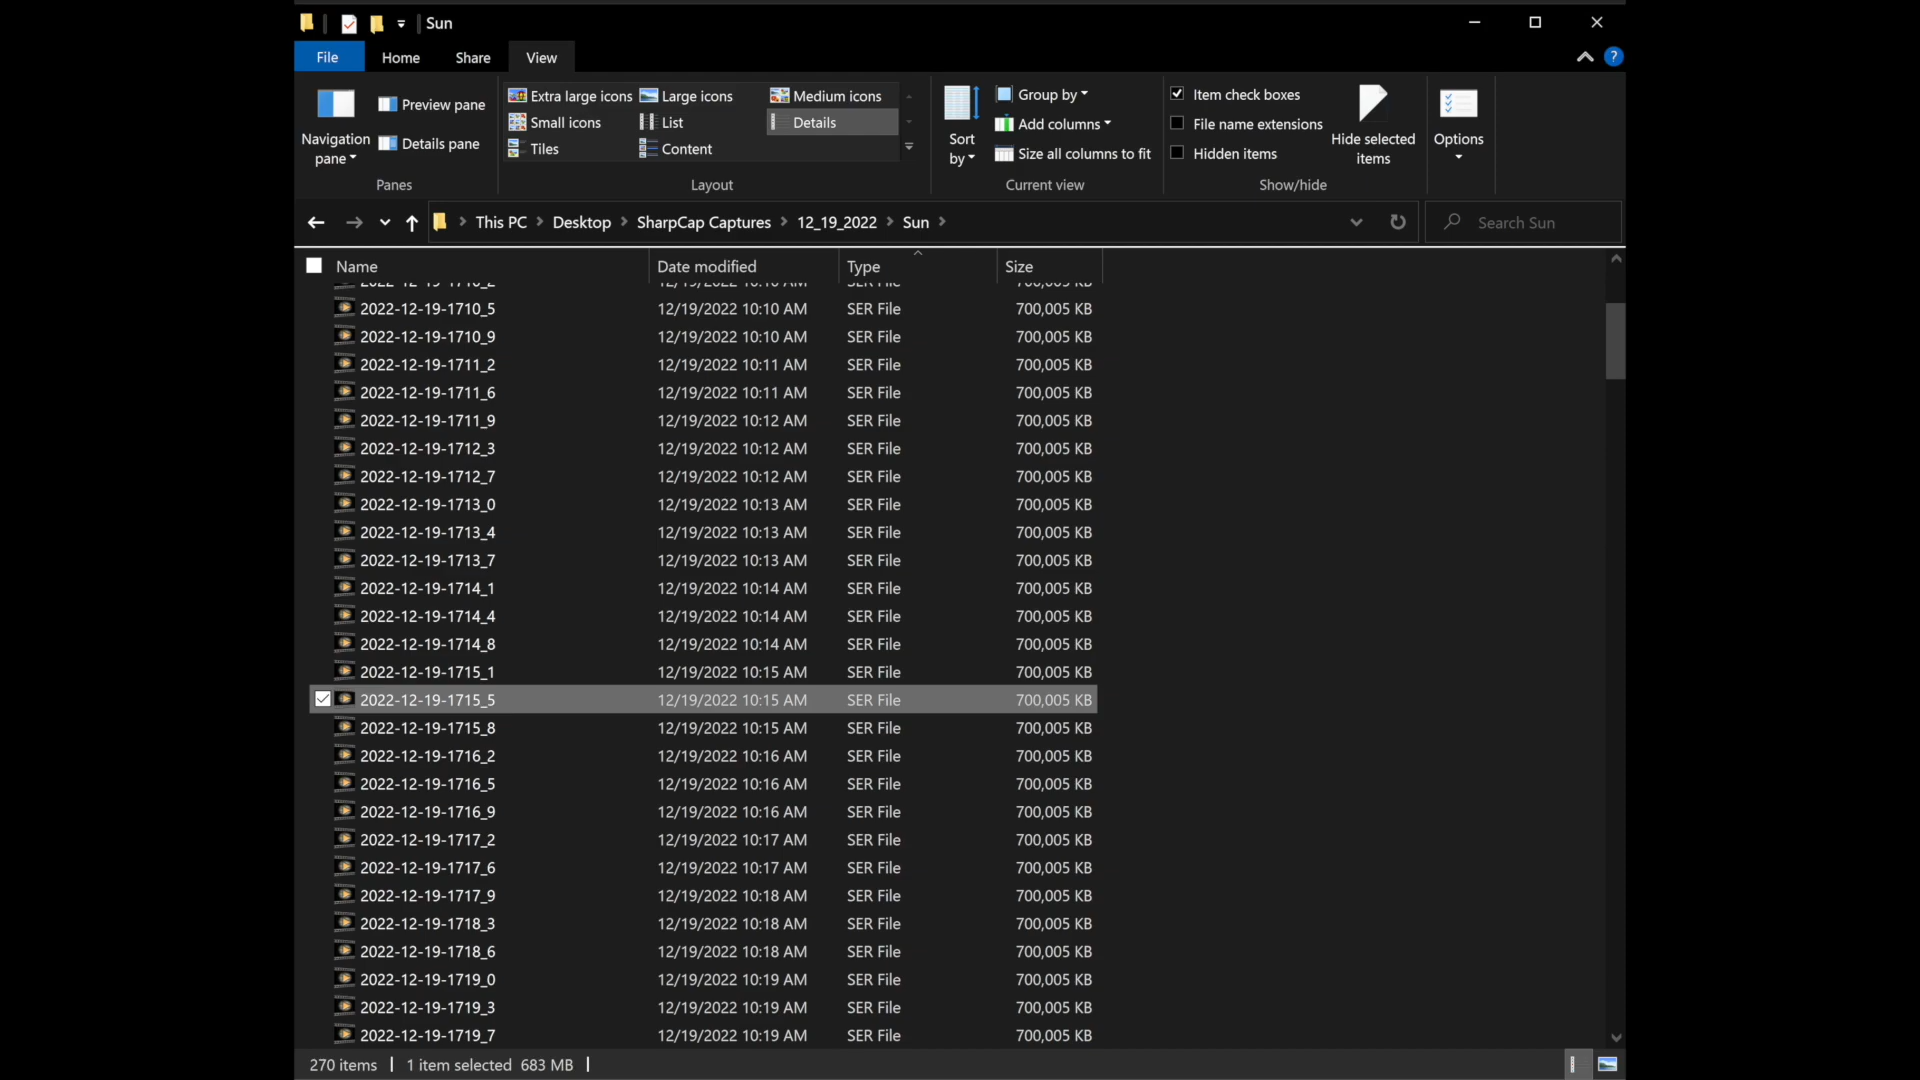 Sun
File Home Share View
Navigation pane
Preview pane
Details pane
Panes
Extra large icons Large icons Medium icons
Small icons List Details
Tiles Content
Layout
Sort by
Group by
Add columns
Size all columns to fit
Current view
Item check boxes
File name extensions
Hidden items
Hide selected items
Show/hide
Options
This PC > Desktop > SharpCap Captures > 12_19_2022 > Sun >
Search Sun
Name Date modified Type Size
2022-12-19-1710_2 12/19/2022 10:10 AM SER File 700,005 KB
2022-12-19-1710_5 12/19/2022 10:10 AM SER File 700,005 KB
2022-12-19-1710_9 12/19/2022 10:10 AM SER File 700,005 KB
2022-12-19-1711_2 12/19/2022 10:11 AM SER File 700,005 KB
2022-12-19-1711_6 12/19/2022 10:11 AM SER File 700,005 KB
2022-12-19-1711_9 12/19/2022 10:12 AM SER File 700,005 KB
2022-12-19-1712_3 12/19/2022 10:12 AM SER File 700,005 KB
2022-12-19-1712_7 12/19/2022 10:12 AM SER File 700,005 KB
2022-12-19-1713_0 12/19/2022 10:13 AM SER File 700,005 KB
2022-12-19-1713_4 12/19/2022 10:13 AM SER File 700,005 KB
2022-12-19-1713_7 12/19/2022 10:13 AM SER File 700,005 KB
2022-12-19-1714_1 12/19/2022 10:14 AM SER File 700,005 KB
2022-12-19-1714_4 12/19/2022 10:14 AM SER File 700,005 KB
2022-12-19-1714_8 12/19/2022 10:14 AM SER File 700,005 KB
2022-12-19-1715_1 12/19/2022 10:15 AM SER File 700,005 KB
2022-12-19-1715_5 12/19/2022 10:15 AM SER File 700,005 KB
2022-12-19-1715_8 12/19/2022 10:15 AM SER File 700,005 KB
2022-12-19-1716_2 12/19/2022 10:16 AM SER File 700,005 KB
2022-12-19-1716_5 12/19/2022 10:16 AM SER File 700,005 KB
2022-12-19-1716_9 12/19/2022 10:16 AM SER File 700,005 KB
2022-12-19-1717_2 12/19/2022 10:17 AM SER File 700,005 KB
2022-12-19-1717_6 12/19/2022 10:17 AM SER File 700,005 KB
2022-12-19-1717_9 12/19/2022 10:18 AM SER File 700,005 KB
2022-12-19-1718_3 12/19/2022 10:18 AM SER File 700,005 KB
2022-12-19-1718_6 12/19/2022 10:18 AM SER File 700,005 KB
2022-12-19-1719_0 12/19/2022 10:19 AM SER File 700,005 KB
2022-12-19-1719_3 12/19/2022 10:19 AM SER File 700,005 KB
2022-12-19-1719_7 12/19/2022 10:19 AM SER File 700,005 KB
270 items 1 item selected 683 MB